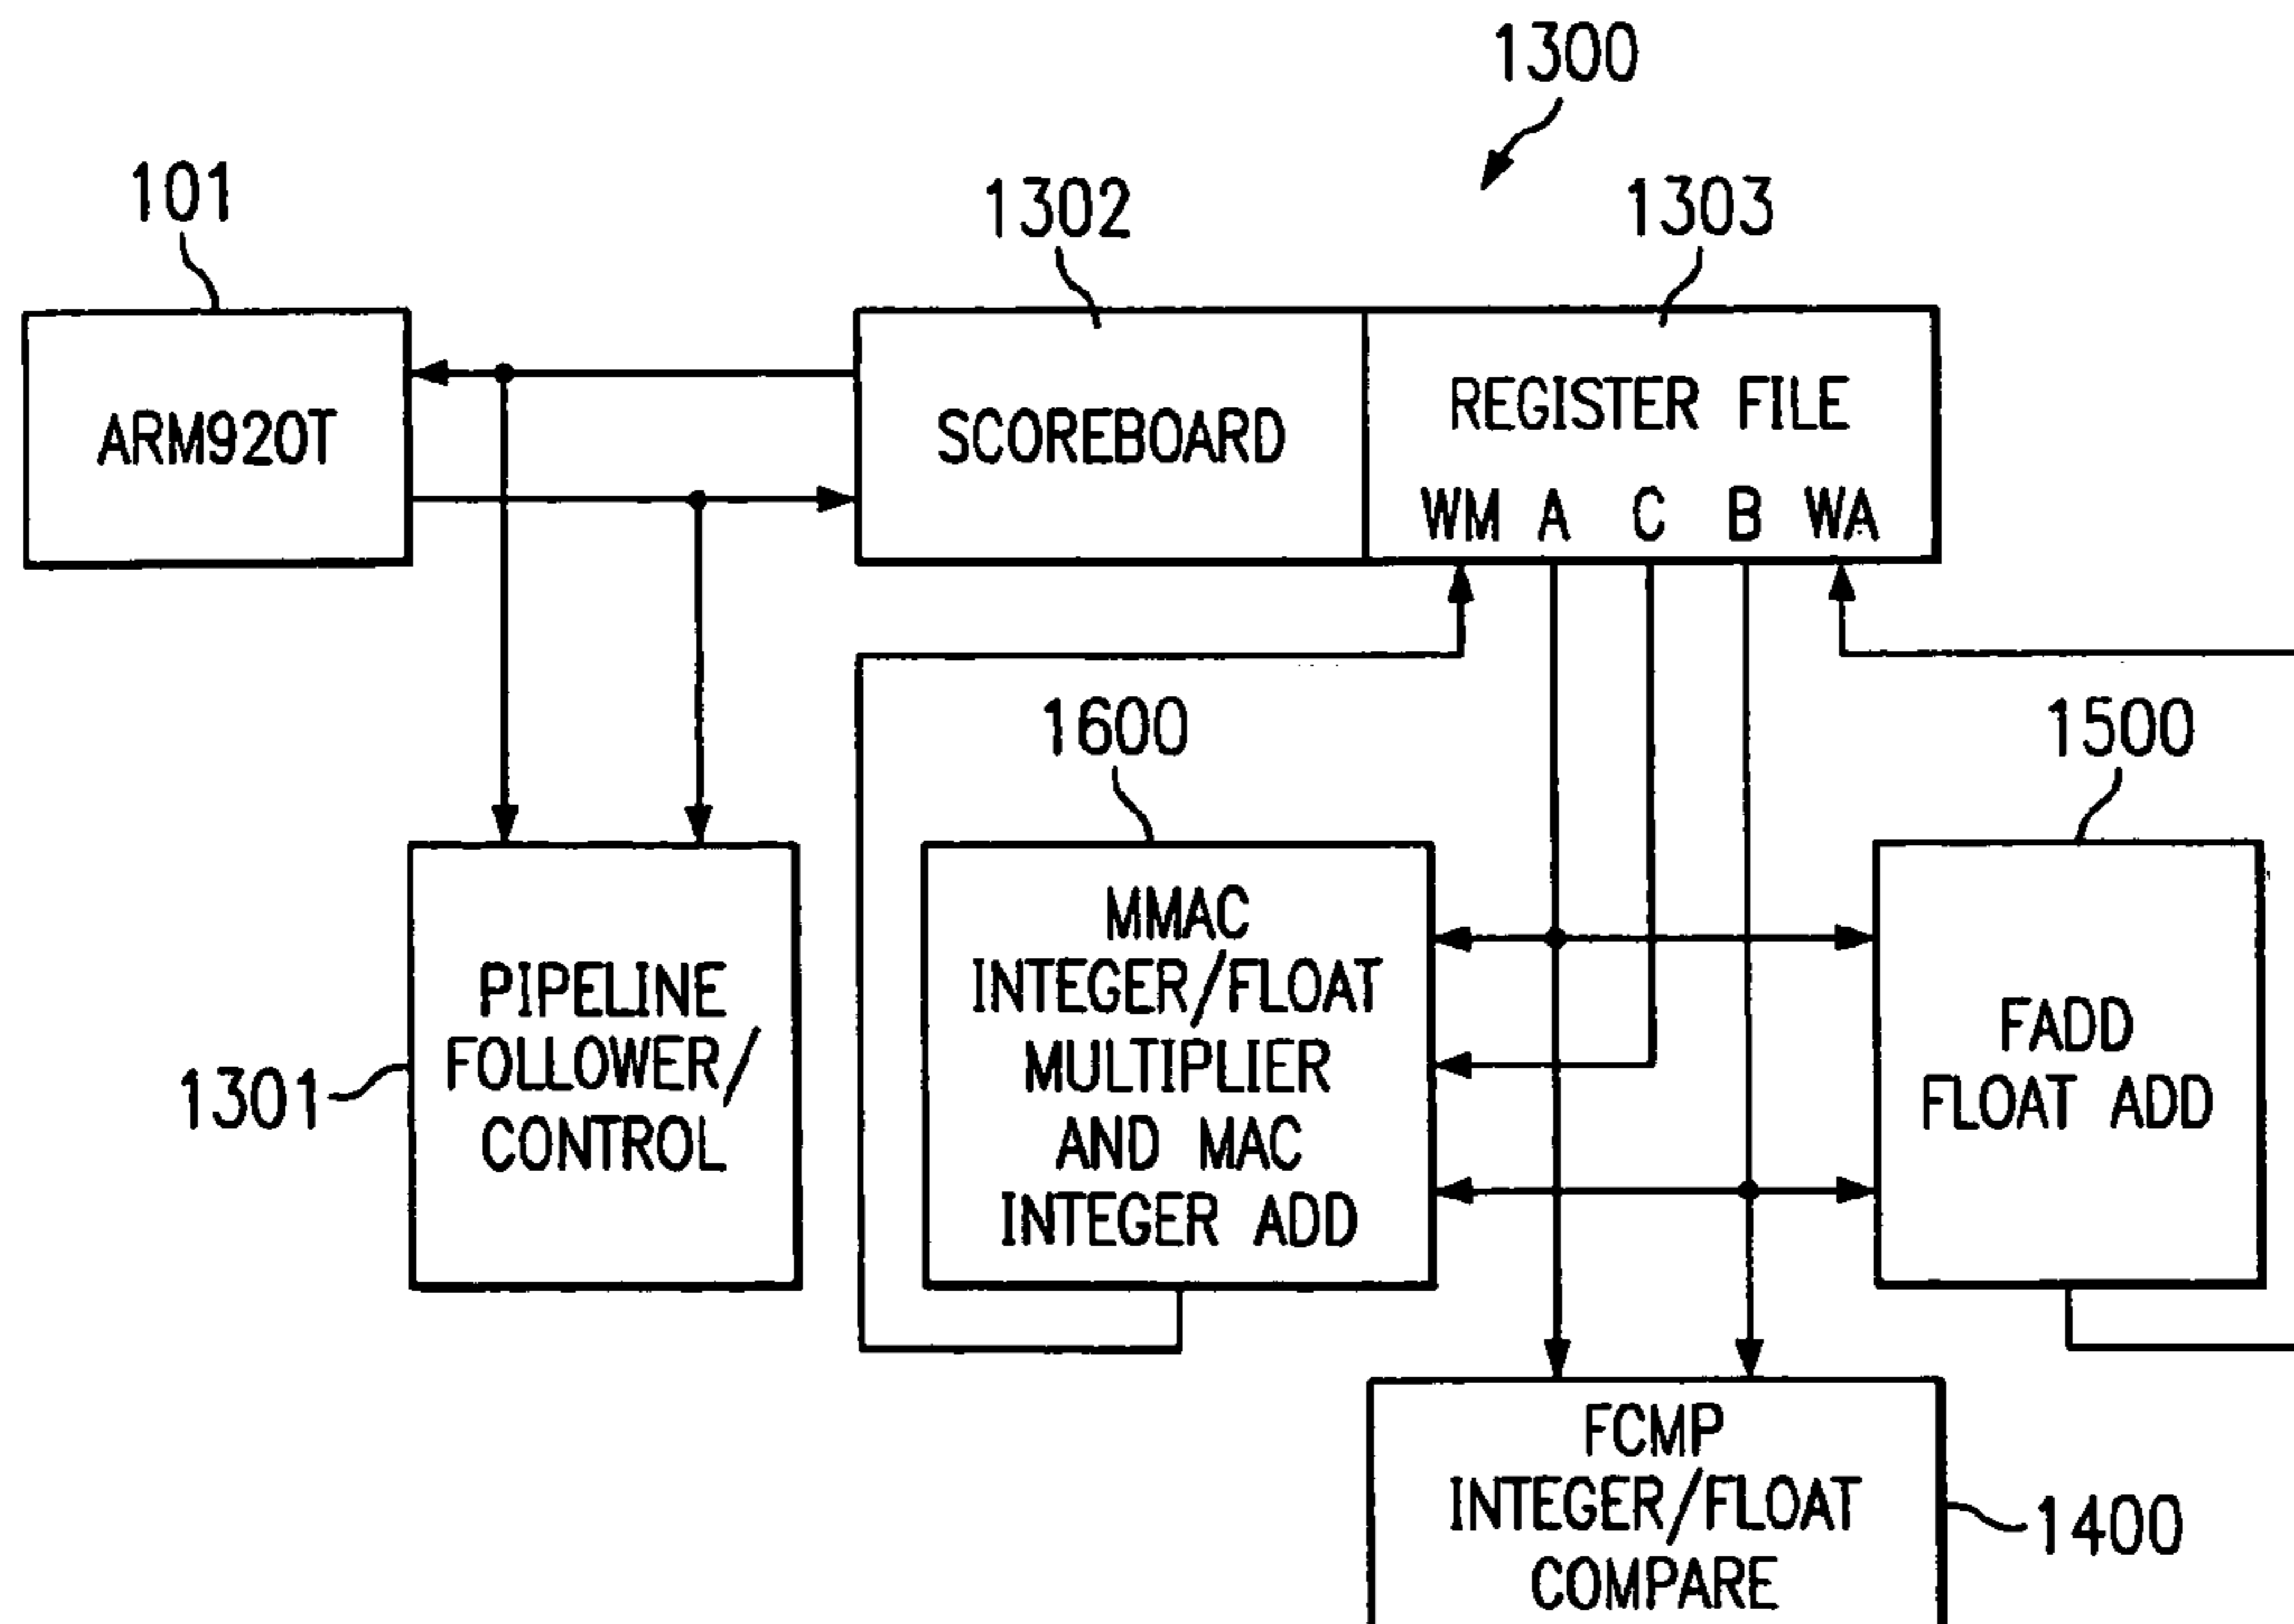 1300
101
1302
1303
ARM920T
SCOREBOARD
REGISTER FILE
WM A C B WA
1600
1500
1301
PIPELINE
FOLLOWER/
CONTROL
MMAC
INTEGER/FLOAT
MULTIPLIER
AND MAC
INTEGER ADD
FADD
FLOAT ADD
FCMP
INTEGER/FLOAT
COMPARE
1400